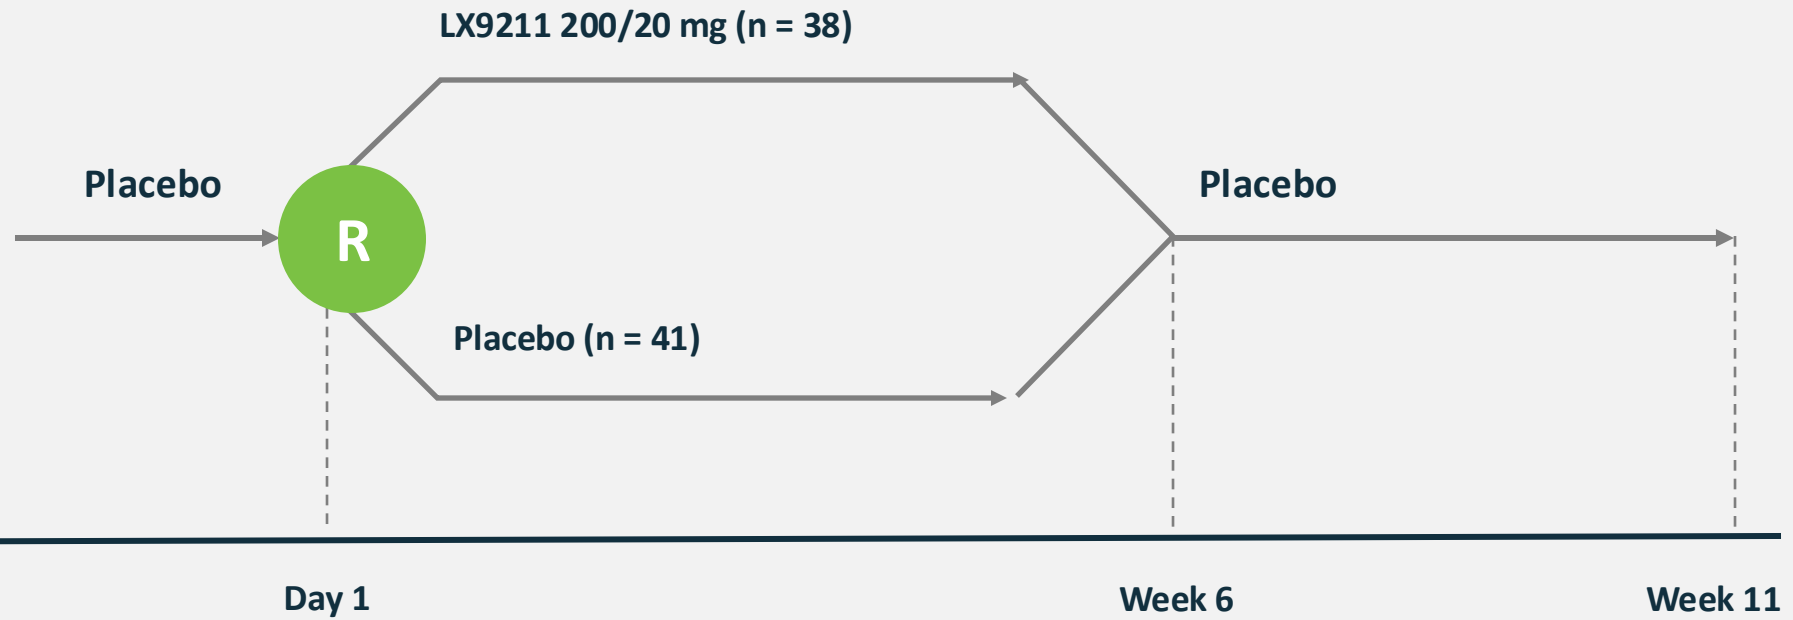 LX9211 200/20 mg (n = 38)
Placebo
R
Placebo
Placebo (n = 41)
Day 1
Week 6
Week 11